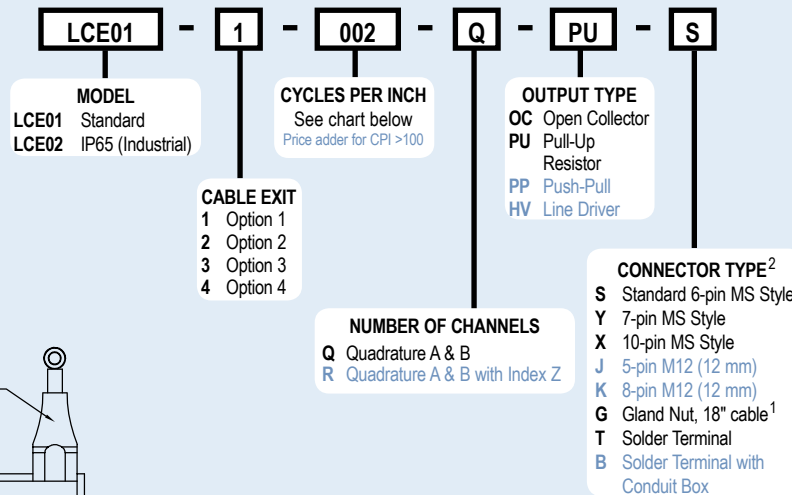 LCE01 - 1 - 002 - Q - PU - S
MODEL
LCE01 Standard
LCE02 IP65 (Industrial)
CABLE EXIT
1 Option 1
2 Option 2
3 Option 3
4 Option 4
CYCLES PER INCH
See chart below
Price adder for CPI >100
NUMBER OF CHANNELS
Q Quadrature A & B
R Quadrature A & B with Index Z
OUTPUT TYPE
OC Open Collector
PU Pull-Up
Resistor
PP Push-Pull
HV Line Driver
CONNECTOR TYPE2
S Standard 6-pin MS Style
Y 7-pin MS Style
X 10-pin MS Style
J 5-pin M12 (12 mm)
K 8-pin M12 (12 mm)
G Gland Nut, 18" cable1
T Solder Terminal
B Solder Terminal with
Conduit Box